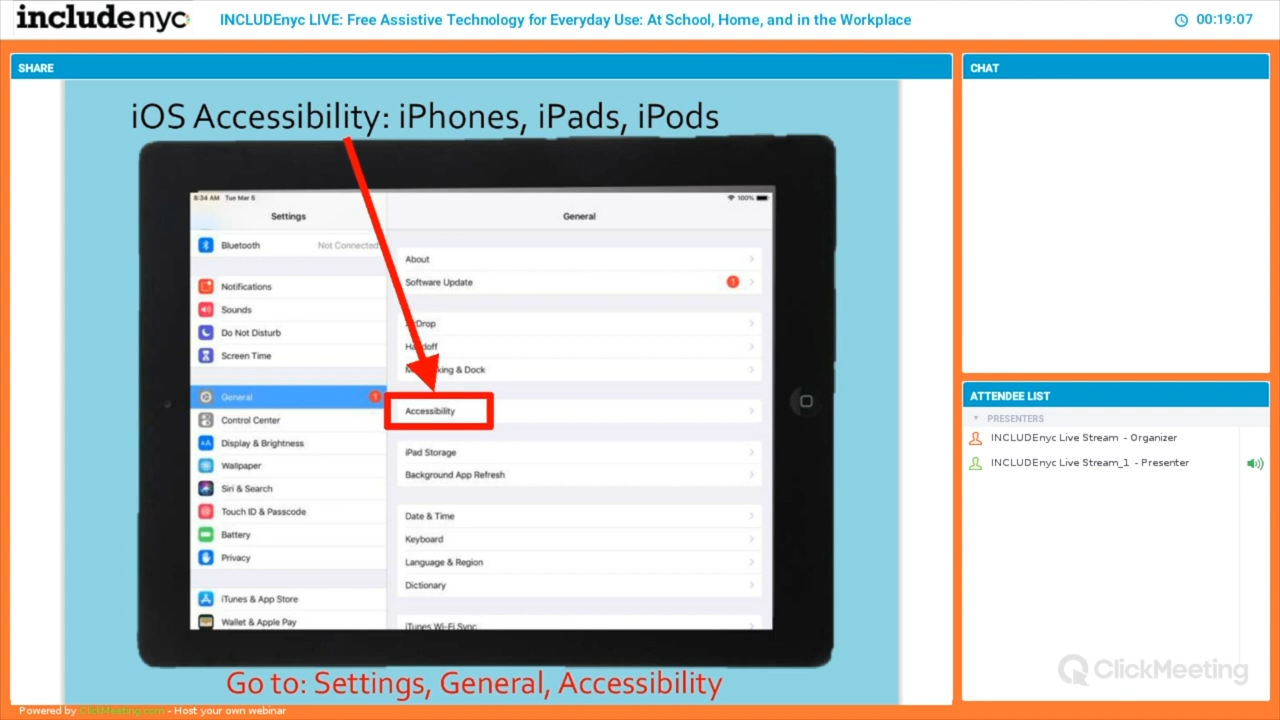 includenyc
INCLUDEnyc LIVE: Free Assistive Technology for Everyday Use: At School, Home, and in the Workplace
00:19:07
SHARE
iOS Accessibility: iPhones, iPads, iPods
8:34 AM Tue Mar 5
100%
Settings
Bluetooth Not Connected
Notifications
Sounds
Do Not Disturb
Screen Time
General 1
Control Center
Display & Brightness
Wallpaper
Siri & Search
Touch ID & Passcode
Battery
Privacy
iTunes & App Store
Wallet & Apple Pay
General
About
Software Update 1
AirDrop
Handoff
& Dock
Accessibility
iPad Storage
Background App Refresh
Date & Time
Keyboard
Language & Region
Dictionary
iTunes Wi-Fi Sync
Go to: Settings, General, Accessibility
CHAT
ATTENDEE LIST
PRESENTERS
INCLUDEnyc Live Stream - Organizer
INCLUDEnyc Live Stream_1 - Presenter
ClickMeeting
Powered by ClickMeeting.com - Host your own webinar